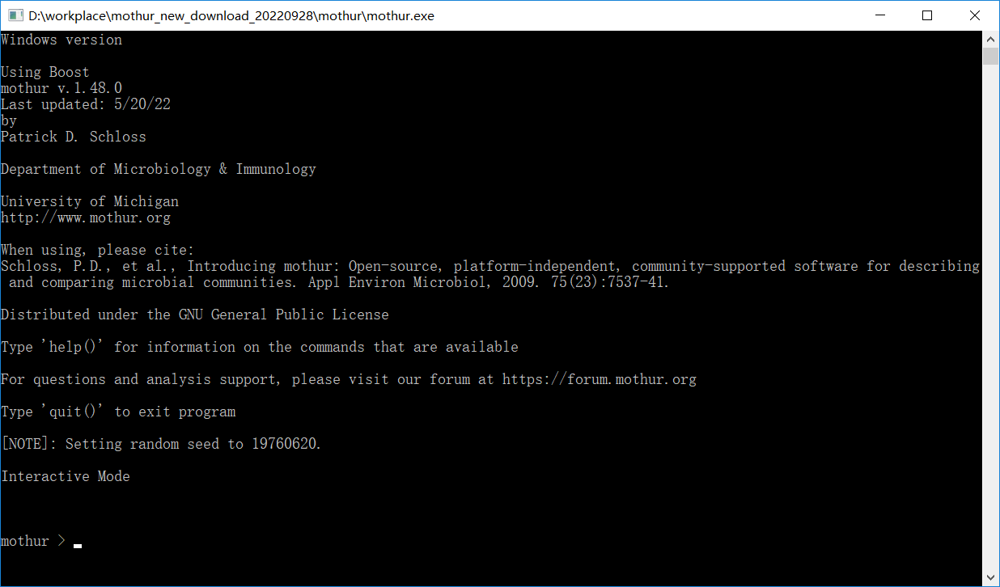 D:\workplace\mothur_new_download_20220928\mothur\mothur.exe
Windows version
Using Boost
mothur v.1.48.0
Last updated: 5/20/22
by
Patrick D. Schloss
Department of Microbiology & Immunology
University of Michigan
http://www.mothur.org
When using, please cite:
Schloss, P.D., et al., Introducing mothur: Open-source, platform-independent, community-supported software for describing
and comparing microbial communities. Appl Environ Microbiol, 2009. 75(23):7537-41.
Distributed under the GNU General Public License
Type 'help()' for information on the commands that are available
For questions and analysis support, please visit our forum at https://forum.mothur.org
Type 'quit()' to exit program
[NOTE]: Setting random seed to 19760620.
Interactive Mode
mothur >